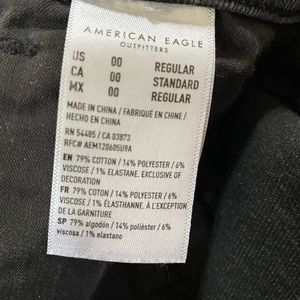 AMERICAN EAGLE
OUTFITTERS
US 00 REGULAR
CA 00 STANDARD
MX 00 REGULAR
MADE IN CHINA / FABRIQUÉ EN CHINE /
HECHO EN CHINA
RN 54485 / CA 03873
RFC# AEM120605U9A
EN 79% COTTON / 14% POLYESTER / 6%
VISCOSE / 1% ELASTANE. EXCLUSIVE OF
DECORATION
FR 79% COTON / 14% POLYESTER / 6%
VISCOSE / 1% ÉLASTHANNE. À L'EXCEPTION
DE LA GARNITURE
SP 79% algodón / 14% poliéster / 6%
viscosa / 1% elastano